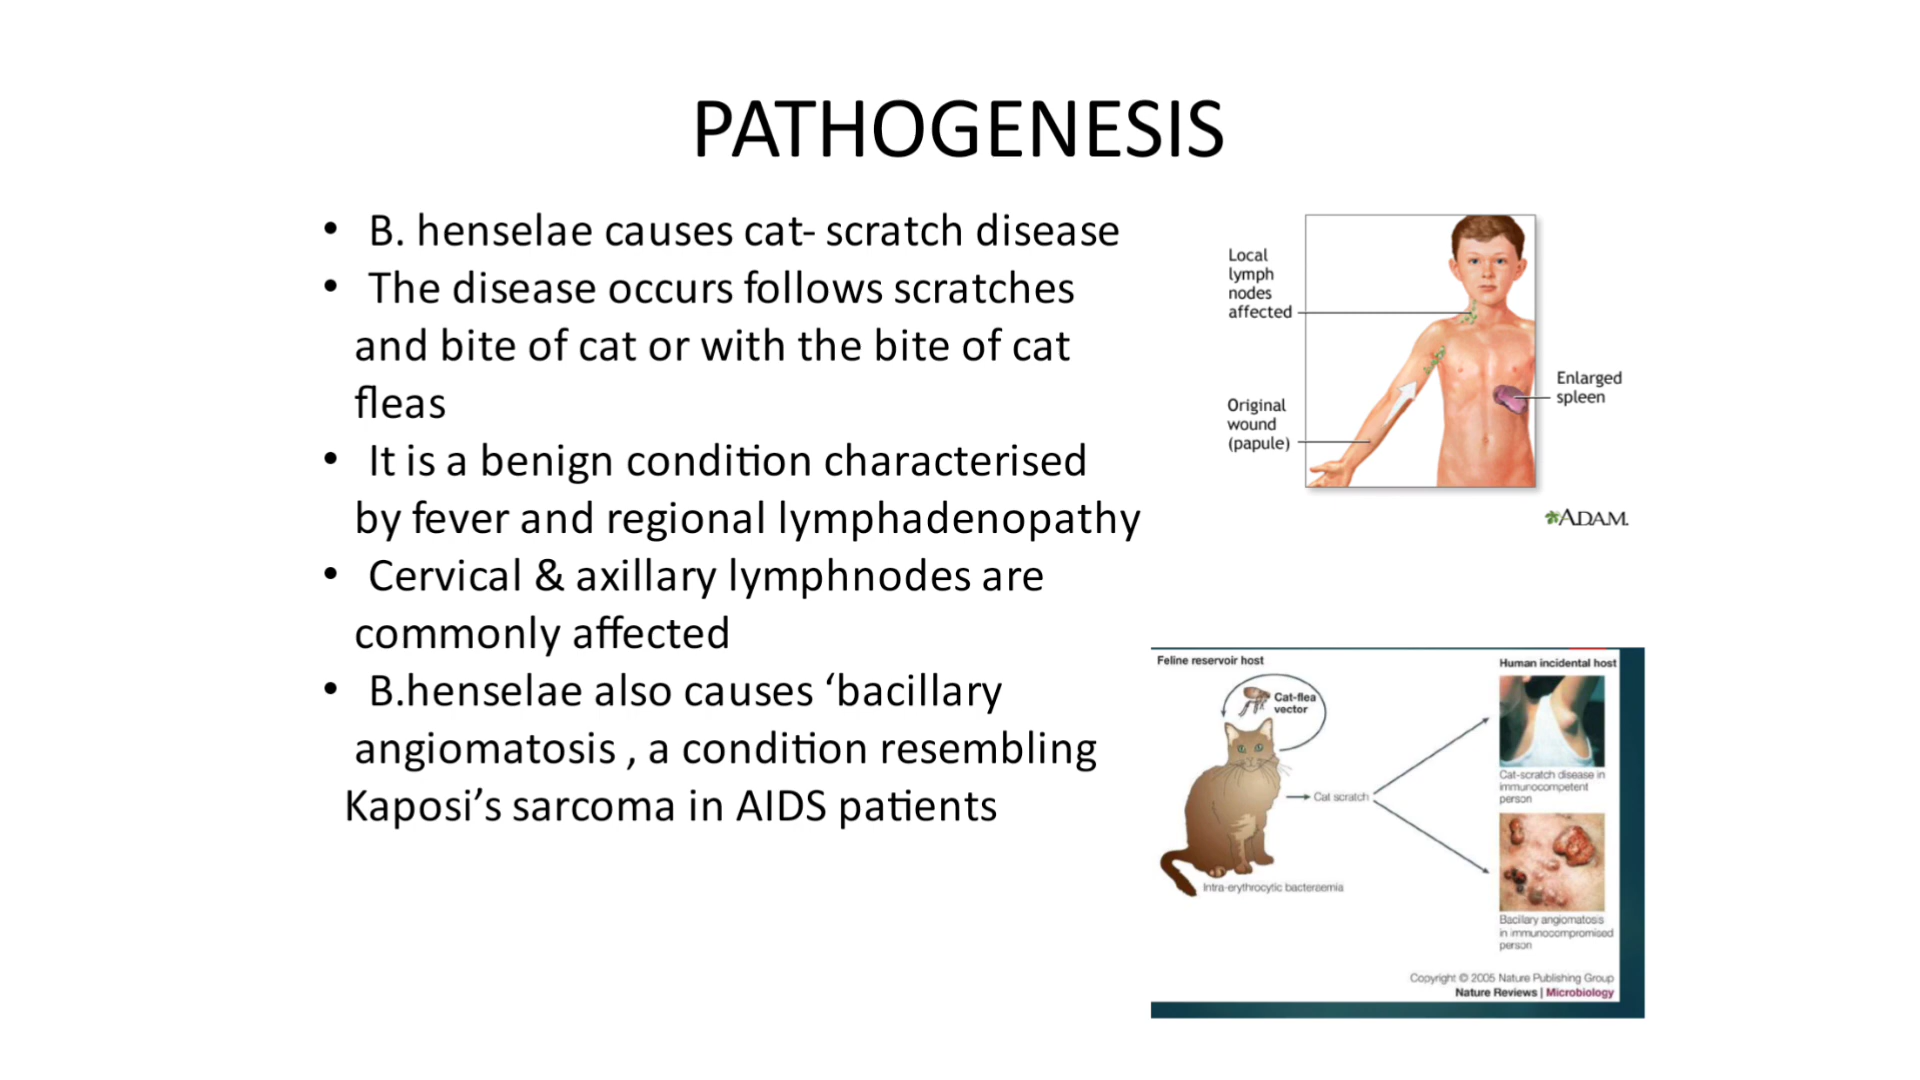 PATHOGENESIS
• B. henselae causes cat- scratch disease
• The disease occurs follows scratches
and bite of cat or with the bite of cat
fleas
• It is a benign condition characterised
by fever and regional lymphadenopathy
• Cervical & axillary lymphnodes are
commonly affected
• B.henselae also causes ‘bacillary
angiomatosis , a condition resembling
Kaposi’s sarcoma in AIDS patients
Local
lymph
nodes
affected
Enlarged
spleen
Original
wound
(papule)
ADAM.
Feline reservoir host
Human incidental host
Cat-flea
vector
Cat scratch
Cat-scratch disease in
immunocompetent
person
Intra-erythrocytic bacteraemia
Bacillary angiomatosis
in immunocompromised
person
Copyright © 2005 Nature Publishing Group
Nature Reviews | Microbiology